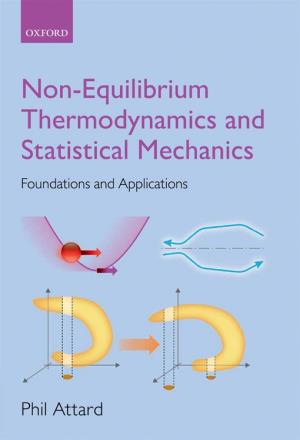 OXFORD
Non-Equilibrium
Thermodynamics and
Statistical Mechanics
Foundations and Applications
Phil Attard